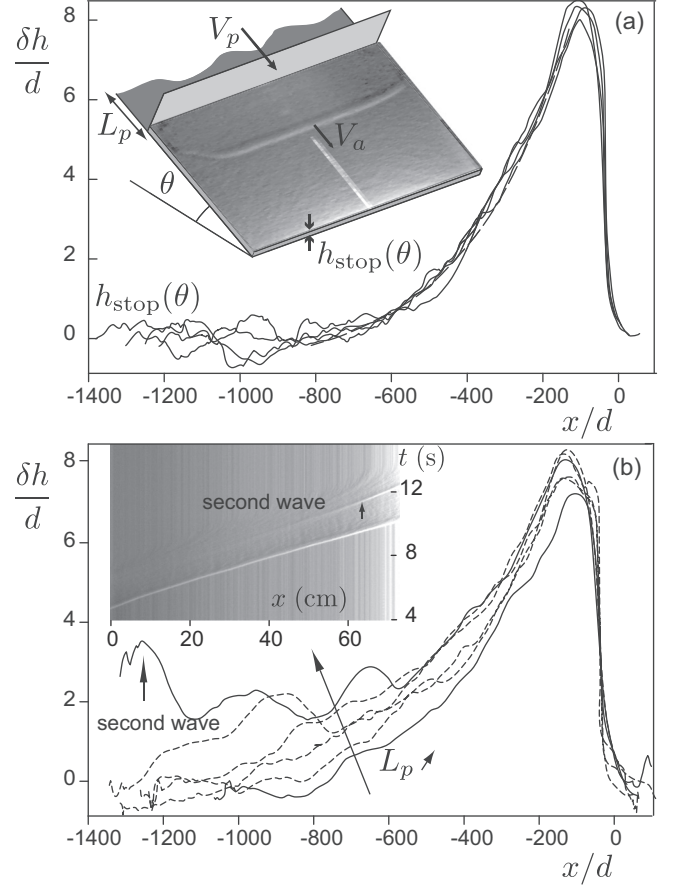 δh/d
8
6
4
2
0
(a)
V_p
L_p
V_a
θ
h_stop(θ)
h_stop(θ)
-1400 -1200 -1000 -800 -600 -400 -200 0
x/d
δh/d
8
6
4
2
0
(b)
t (s)
12
8
4
second wave
x (cm)
0 20 40 60
second wave
L_p
-1400 -1200 -1000 -800 -600 -400 -200 0
x/d